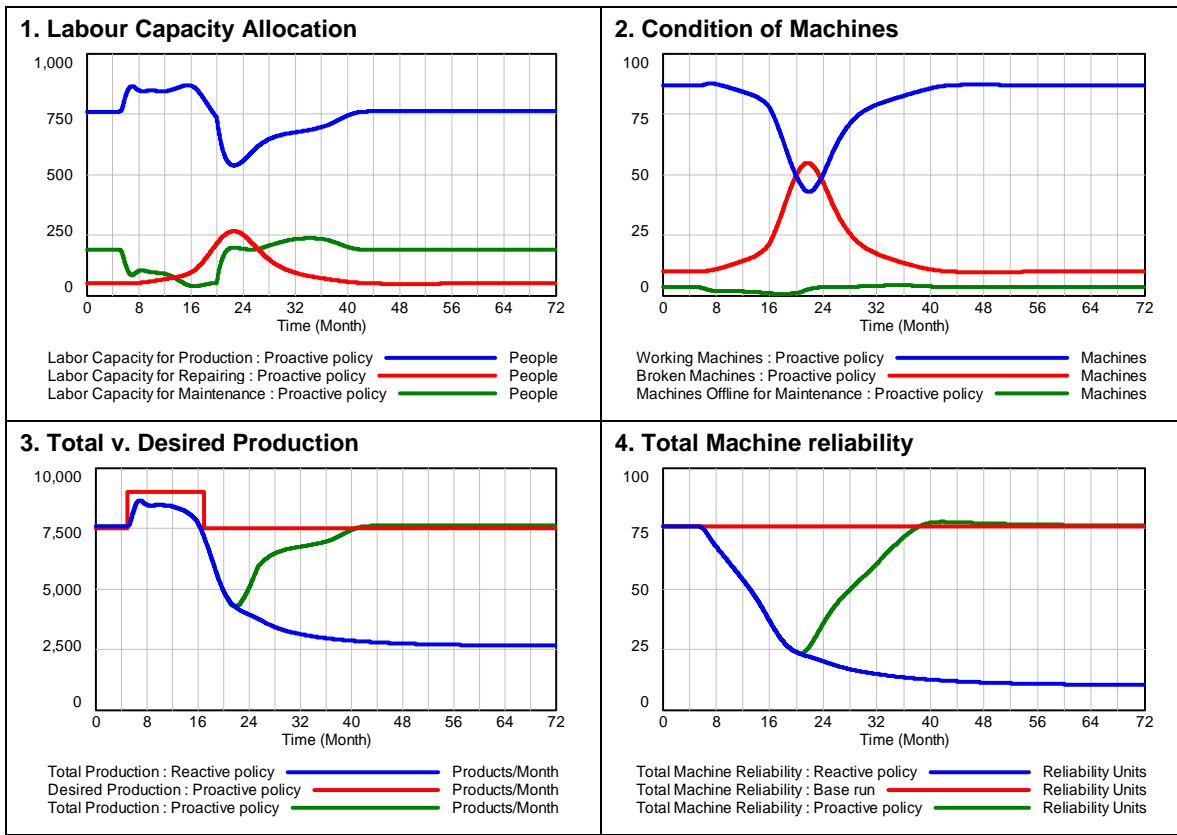 1. Labour Capacity Allocation
1,000
750
500
250
0
0 8 16 24 32 40 48 56 64 72
Time (Month)
Labor Capacity for Production : Proactive policy People
Labor Capacity for Repairing : Proactive policy People
Labor Capacity for Maintenance : Proactive policy People
2. Condition of Machines
100
75
50
25
0
0 8 16 24 32 40 48 56 64 72
Time (Month)
Working Machines : Proactive policy Machines
Broken Machines : Proactive policy Machines
Machines Offline for Maintenance : Proactive policy Machines
3. Total v. Desired Production
10,000
7,500
5,000
2,500
0
0 8 16 24 32 40 48 56 64 72
Time (Month)
Total Production : Reactive policy Products/Month
Desired Production : Proactive policy Products/Month
Total Production : Proactive policy Products/Month
4. Total Machine reliability
100
75
50
25
0
0 8 16 24 32 40 48 56 64 72
Time (Month)
Total Machine Reliability : Reactive policy Reliability Units
Total Machine Reliability : Base run Reliability Units
Total Machine Reliability : Proactive policy Reliability Units